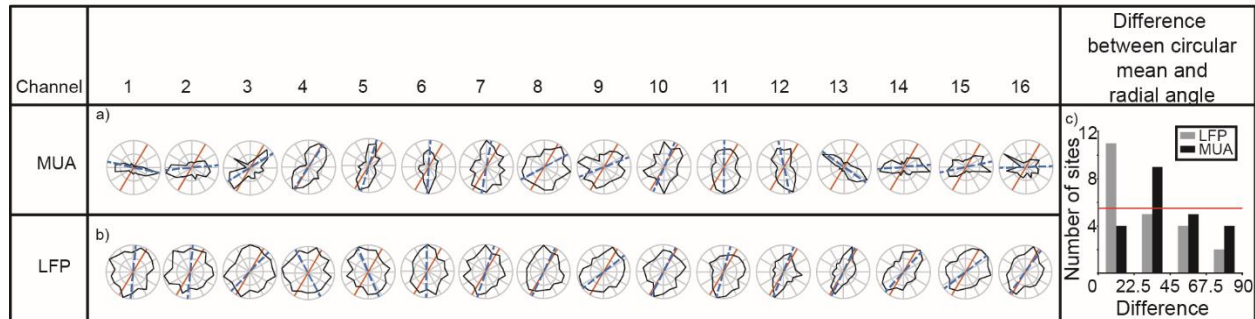 Channel 1 2 3 4 5 6 7 8 9 10 11 12 13 14 15 16
Difference
between circular
mean and
radial angle
a)
MUA
b)
LFP
c)
LFP
MUA
Number of sites
12
8
4
0 22.5 45 67.5 90
Difference